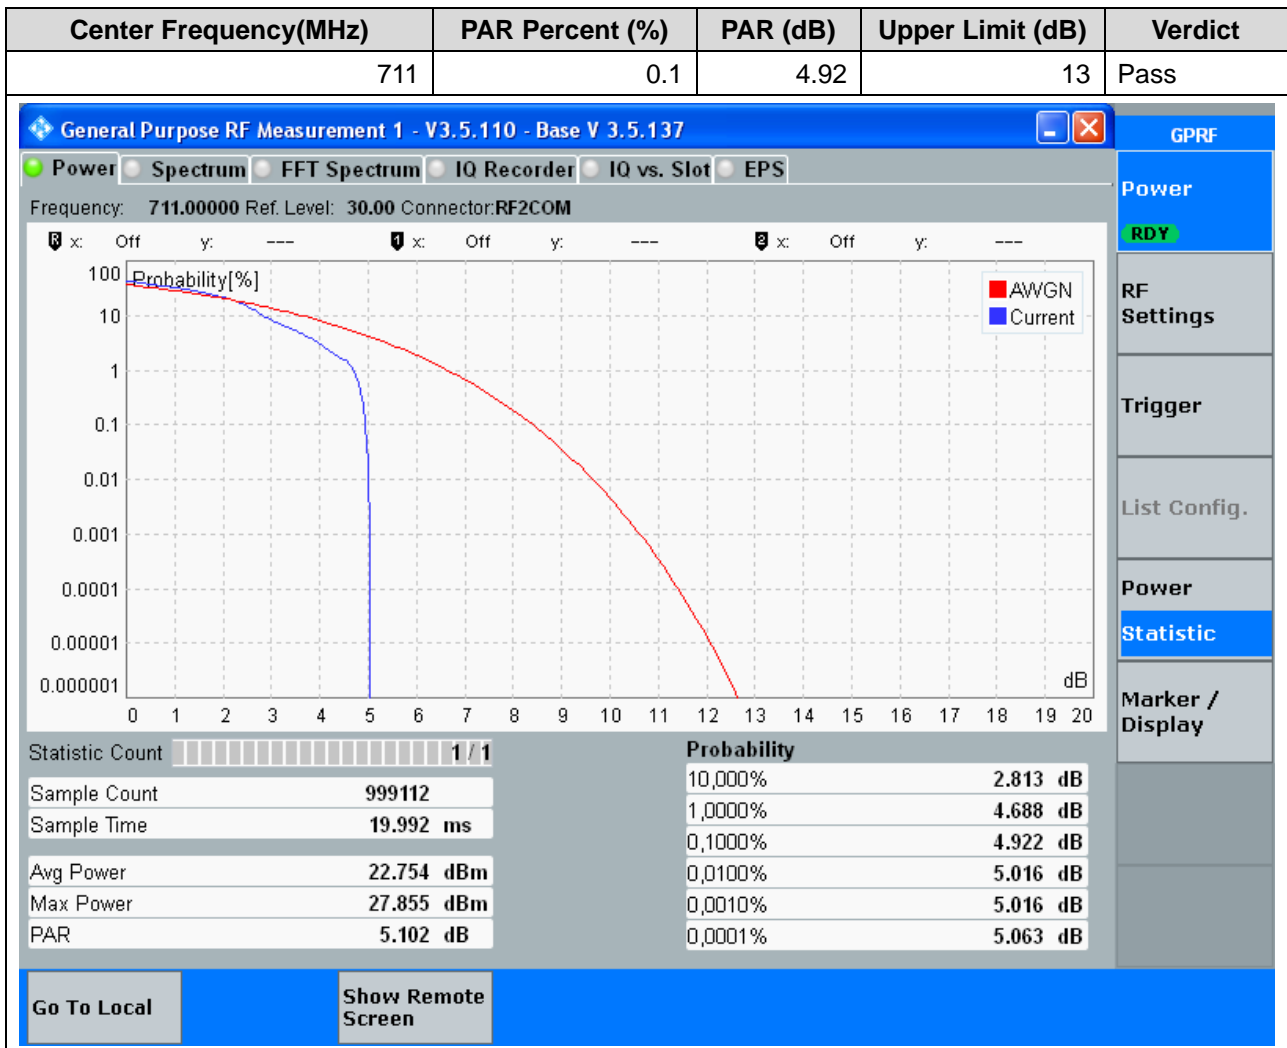 Center Frequency(MHz) PAR Percent (%) PAR (dB) Upper Limit (dB) Verdict
711 0.1 4.92 13 Pass
General Purpose RF Measurement 1 - V3.5.110 - Base V 3.5.137
GPRF
Power Spectrum FFT Spectrum IQ Recorder IQ vs. Slot EPS
Power
RDY
Frequency: 711.00000 Ref. Level: 30.00 Connector:RF2COM
R x: Off y: --- 1 x: Off y: --- 2 x: Off y: ---
Probability[%]
AWGN
Current
100
10
1
0.1
0.01
0.001
0.0001
0.00001
0.000001
dB
0 1 2 3 4 5 6 7 8 9 10 11 12 13 14 15 16 17 18 19 20
RF
Settings
Trigger
List Config.
Power
Statistic
Marker /
Display
Statistic Count 1 / 1
Sample Count 999112
Sample Time 19.992 ms
Avg Power 22.754 dBm
Max Power 27.855 dBm
PAR 5.102 dB
Probability
10,000% 2.813 dB
1,0000% 4.688 dB
0,1000% 4.922 dB
0,0100% 5.016 dB
0,0010% 5.016 dB
0,0001% 5.063 dB
Go To Local
Show Remote
Screen